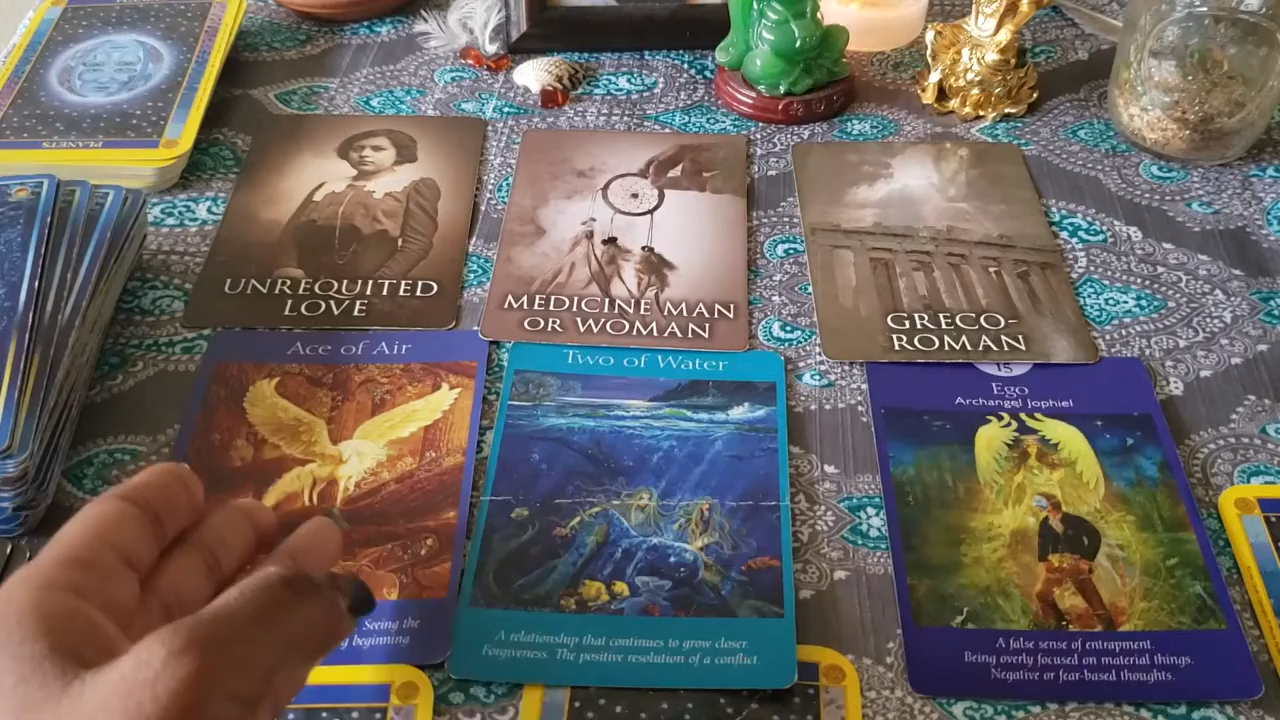 PLANETS
UNREQUITED
LOVE
MEDICINE MAN
OR WOMAN
GRECO-
ROMAN
Ace of Air
Seeing the
beginning
Two of Water
A relationship that continues to grow closer.
Forgiveness. The positive resolution of a conflict.
15
Ego
Archangel Jophiel
A false sense of entrapment.
Being overly focused on material things.
Negative or fear-based thoughts.